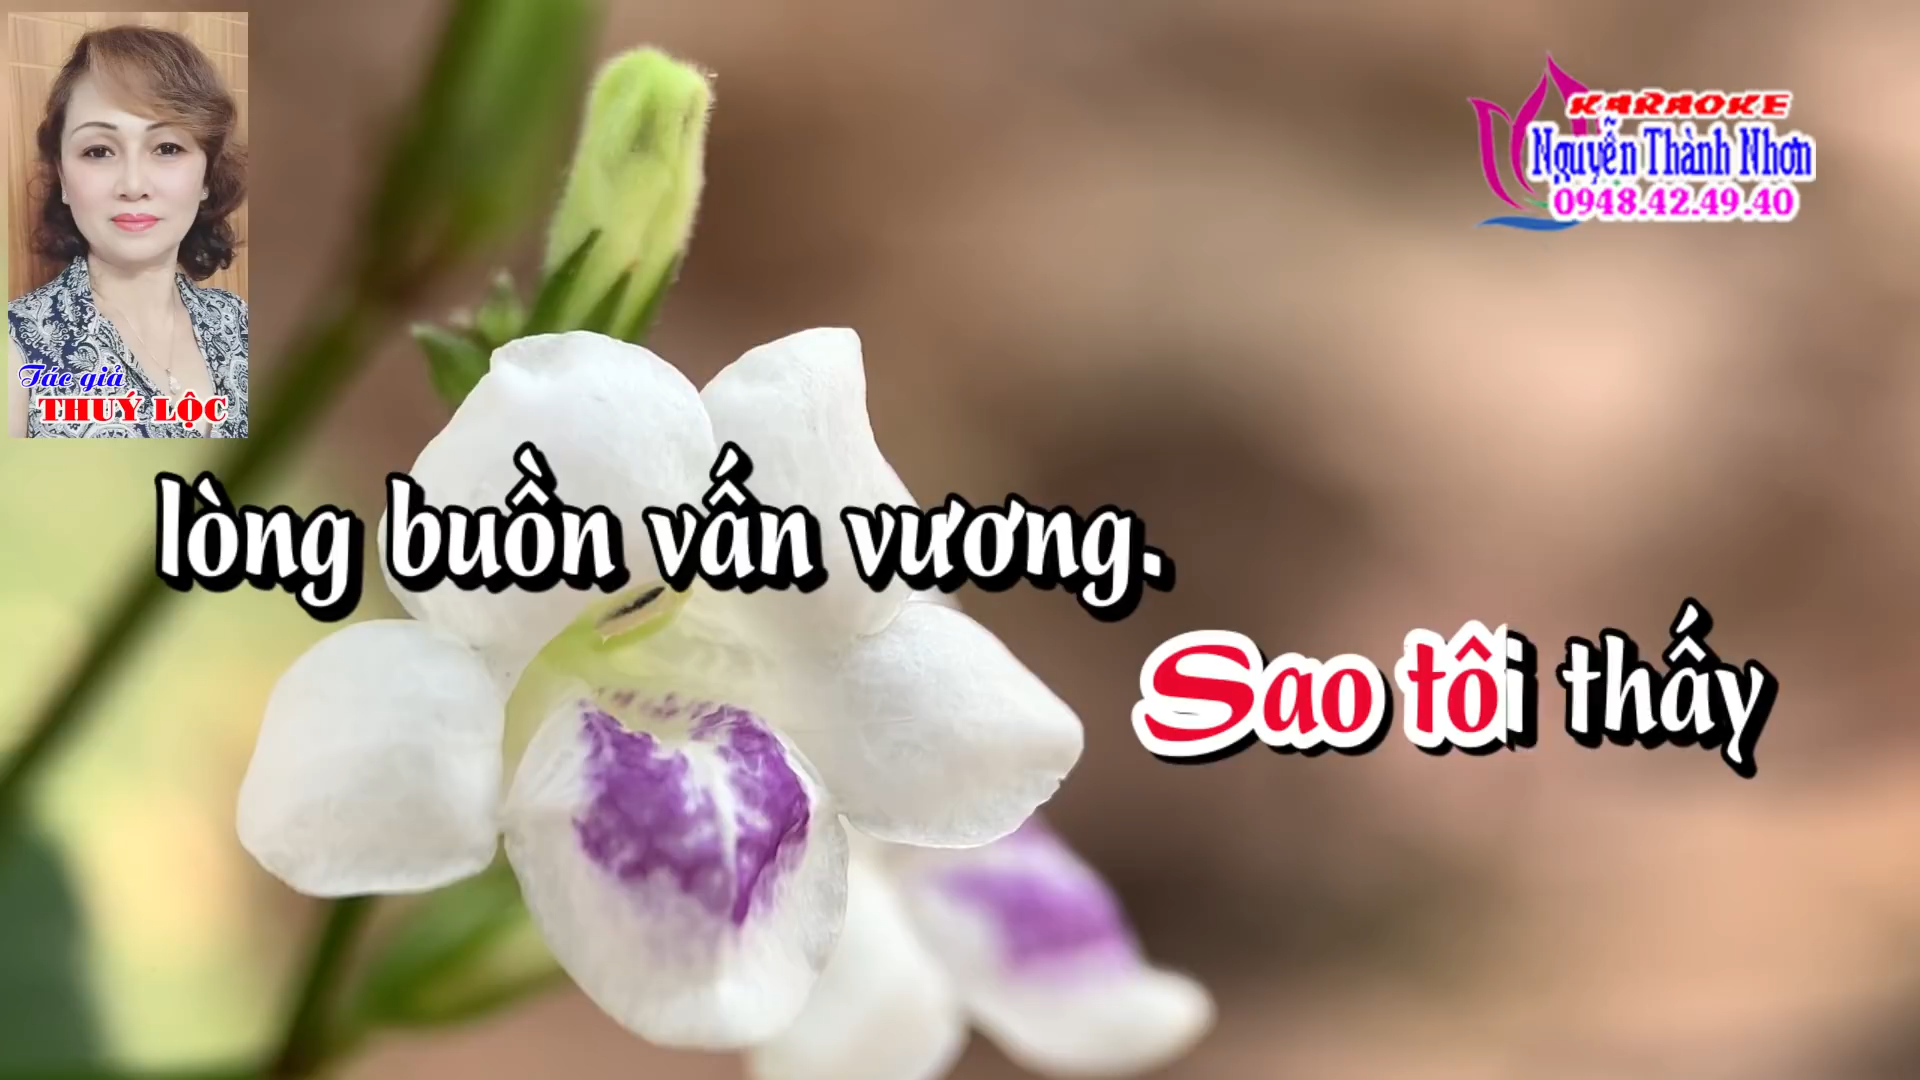 KARAOKE
Nguyễn Thành Nhơn
0948.42.49.40
Tác giả
THUÝ LỘC
lòng buồn vấn vương.
Sao tôi thấy